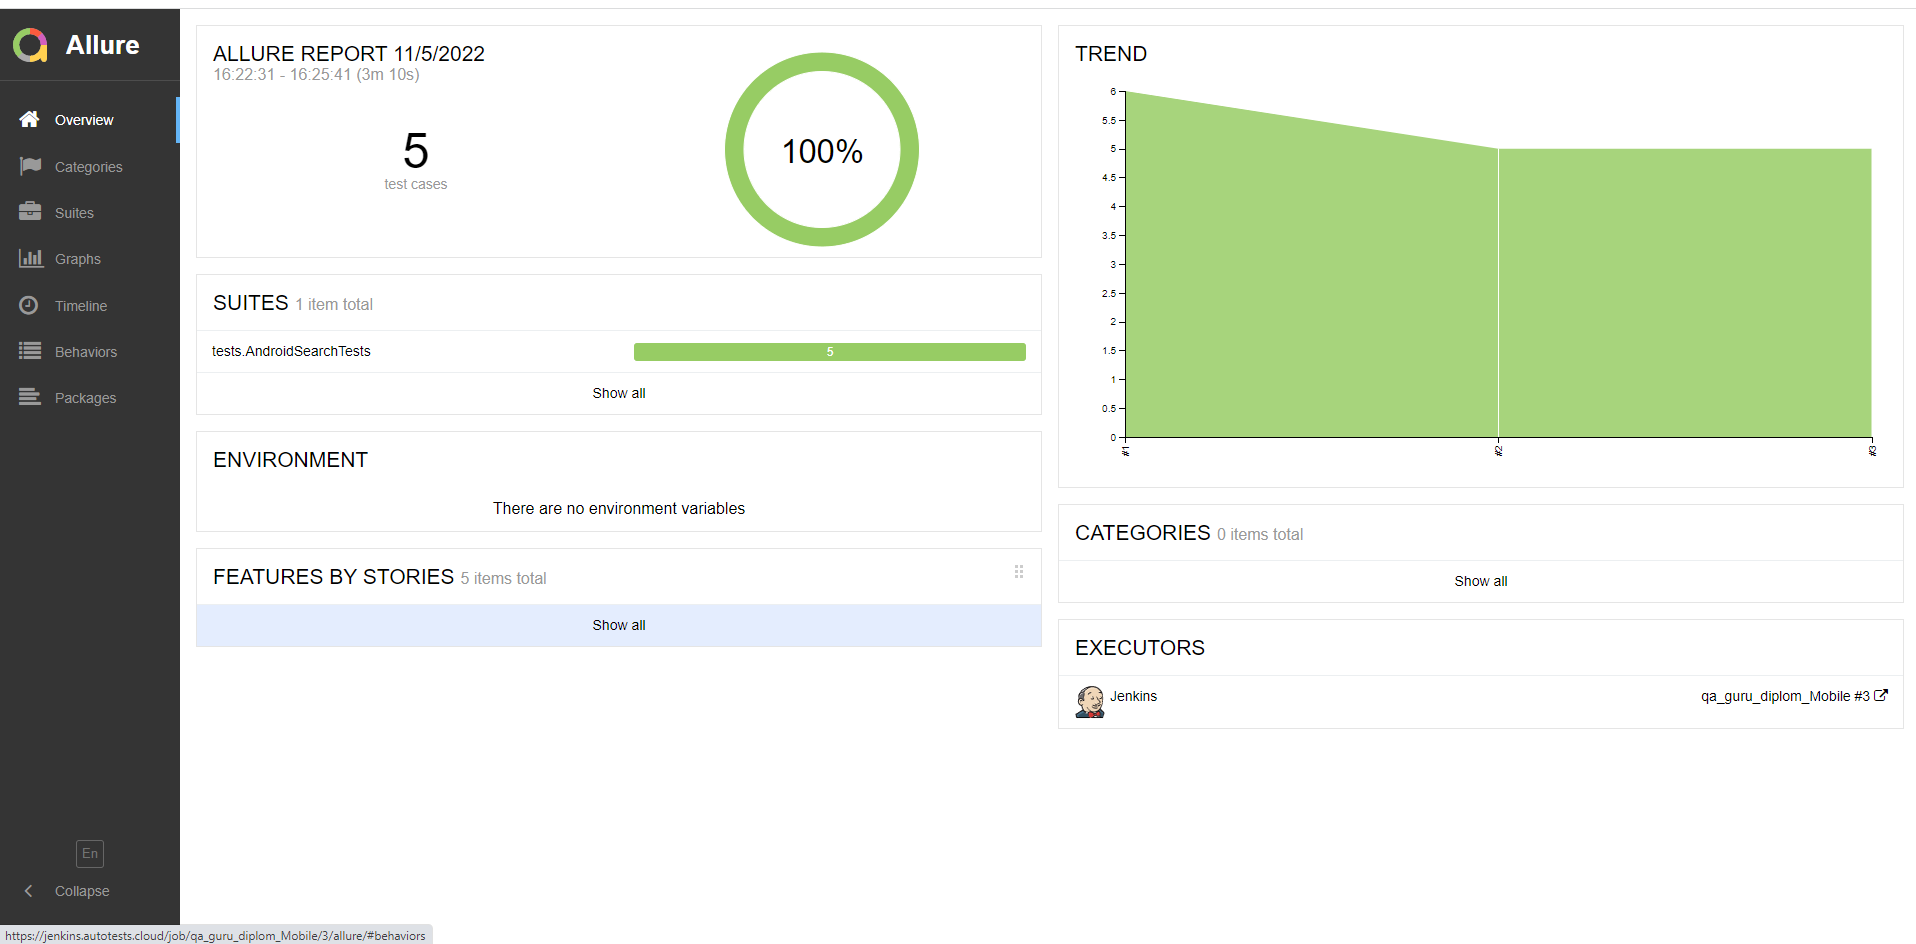 Allure
Overview
Categories
Suites
Graphs
Timeline
Behaviors
Packages
En
Collapse
ALLURE REPORT 11/5/2022
16:22:31 - 16:25:41 (3m 10s)
5
test cases
100%
SUITES 1 item total
tests.AndroidSearchTests 5
Show all
ENVIRONMENT
There are no environment variables
FEATURES BY STORIES 5 items total
Show all
TREND
6
5.5
5
4.5
4
3.5
3
2.5
2
1.5
1
0.5
0
#1 #2 #3
CATEGORIES 0 items total
Show all
EXECUTORS
Jenkins qa_guru_diplom_Mobile #3
https://jenkins.autotests.cloud/job/qa_guru_diplom_Mobile/3/allure/#behaviors